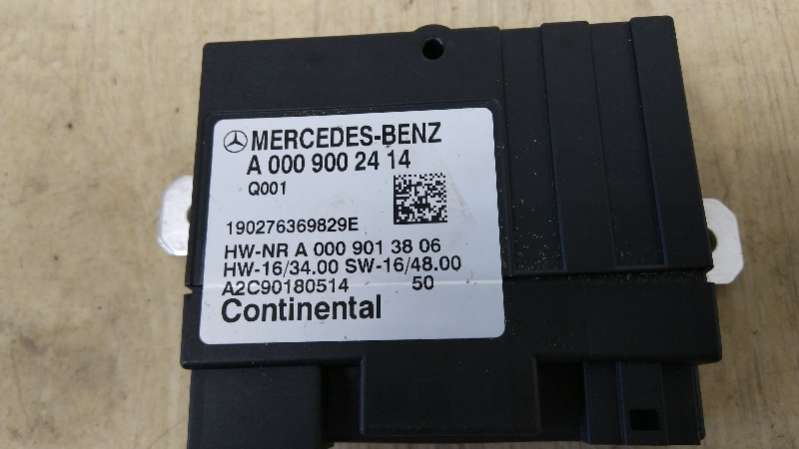 MERCEDES-BENZ
A 000 900 24 14
Q001
190276369829E
HW-NR A 000 901 38 06
HW-16/34.00 SW-16/48.00
A2C90180514 50
Continental